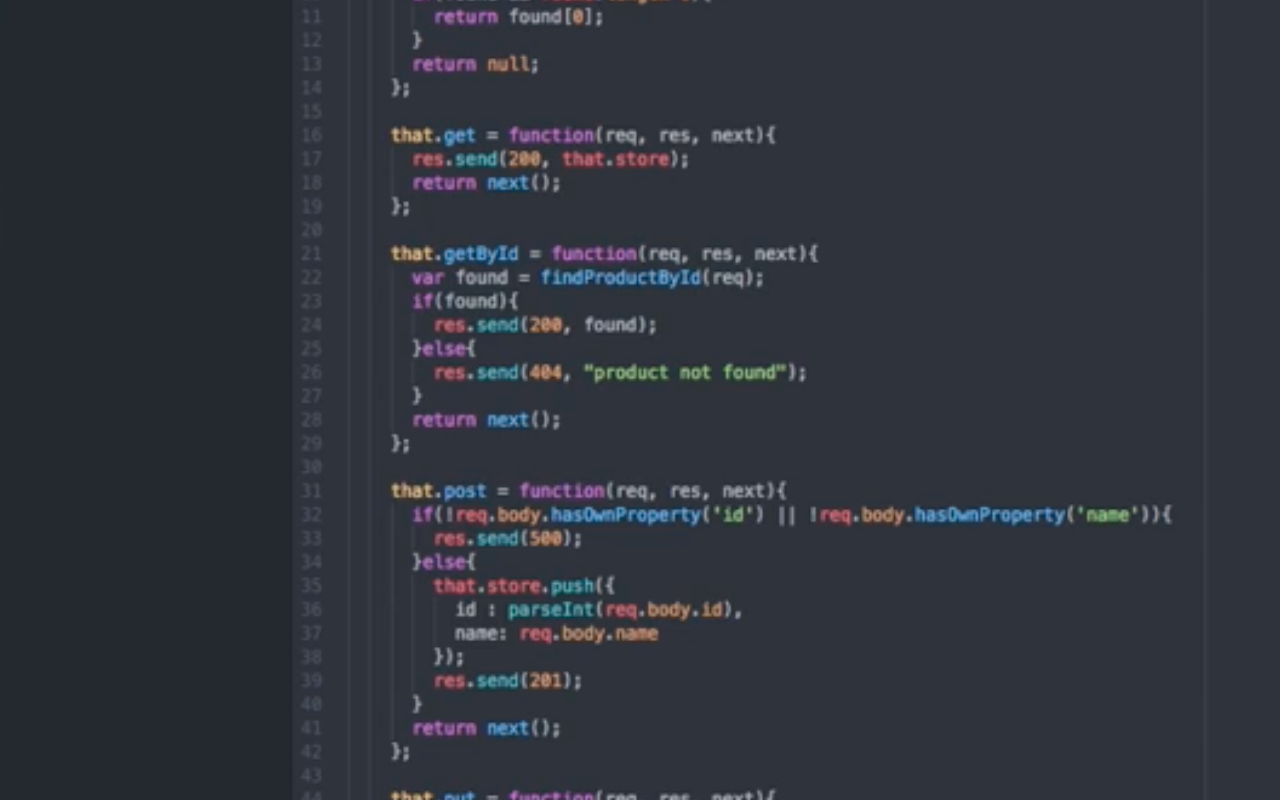 11 return found[0];
12 }
13 return null;
14 };
15
16 that.get = function(req, res, next){
17 res.send(200, that.store);
18 return next();
19 };
20
21 that.getById = function(req, res, next){
22 var found = findProductById(req);
23 if(found){
24 res.send(200, found);
25 }else{
26 res.send(404, "product not found");
27 }
28 return next();
29 };
30
31 that.post = function(req, res, next){
32 if(!req.body.hasOwnProperty('id') || !req.body.hasOwnProperty('name')){
33 res.send(500);
34 }else{
35 that.store.push({
36 id : parseInt(req.body.id),
37 name: req.body.name
38 });
39 res.send(201);
40 }
41 return next();
42 };
43
44 that.put = function(req, res, next){